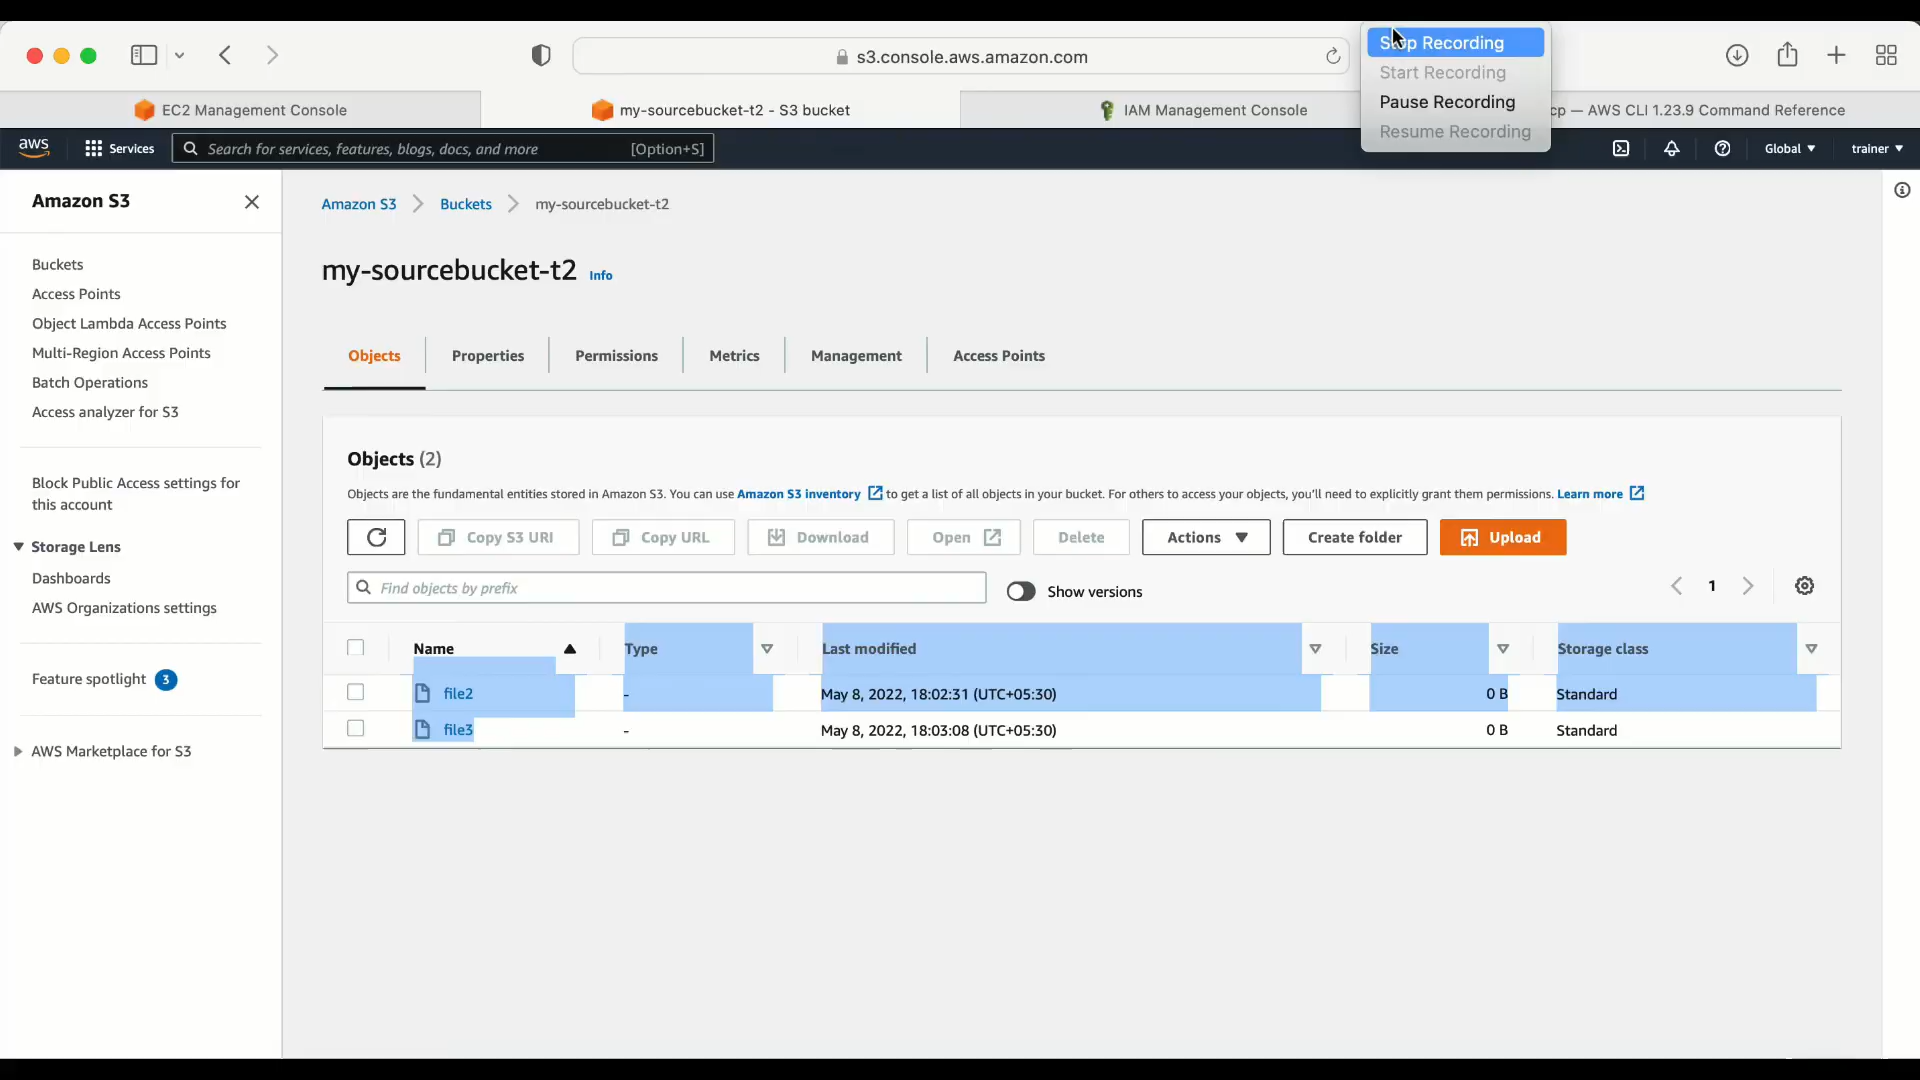 s3.console.aws.amazon.com
Stop Recording
Start Recording
Pause Recording
Resume Recording
EC2 Management Console
my-sourcebucket-t2 - S3 bucket
IAM Management Console
cp — AWS CLI 1.23.9 Command Reference
aws
Services
Search for services, features, blogs, docs, and more
[Option+S]
Global
trainer
Amazon S3
Buckets
Access Points
Object Lambda Access Points
Multi-Region Access Points
Batch Operations
Access analyzer for S3
Block Public Access settings for
this account
Storage Lens
Dashboards
AWS Organizations settings
Feature spotlight 3
AWS Marketplace for S3
Amazon S3 Buckets my-sourcebucket-t2
my-sourcebucket-t2 Info
Objects Properties Permissions Metrics Management Access Points
Objects (2)
Objects are the fundamental entities stored in Amazon S3. You can use Amazon S3 inventory to get a list of all objects in your bucket. For others to access your objects, you'll need to explicitly grant them permissions. Learn more
Copy S3 URI Copy URL Download Open Delete Actions Create folder Upload
Find objects by prefix Show versions 1
Name Type Last modified Size Storage class
file2 - May 8, 2022, 18:02:31 (UTC+05:30) 0 B Standard
file3 - May 8, 2022, 18:03:08 (UTC+05:30) 0 B Standard